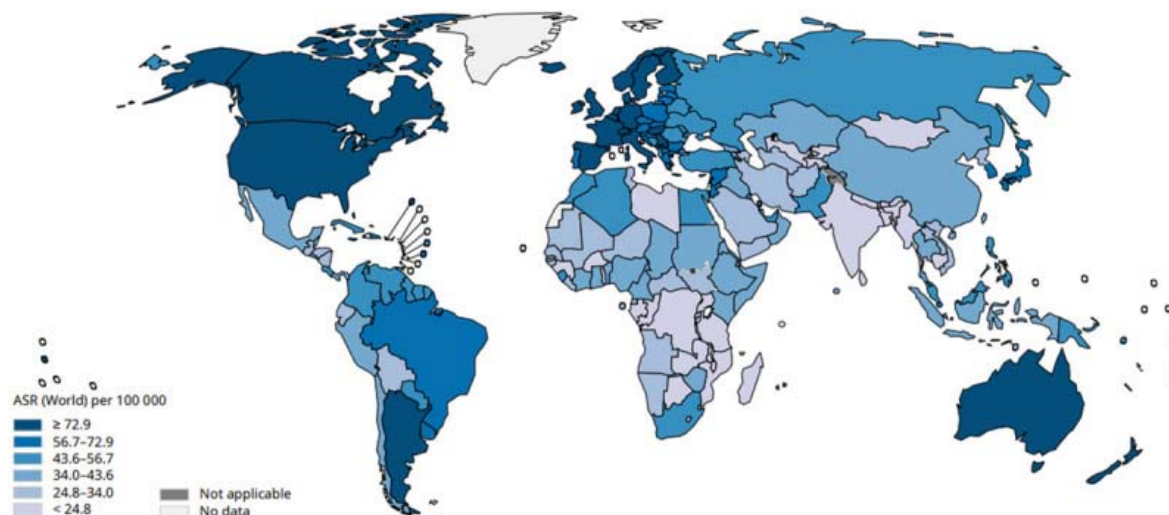 ASR (World) per 100 000
≥ 72.9
56.7–72.9
43.6–56.7
34.0–43.6
24.8–34.0
< 24.8
Not applicable
No data